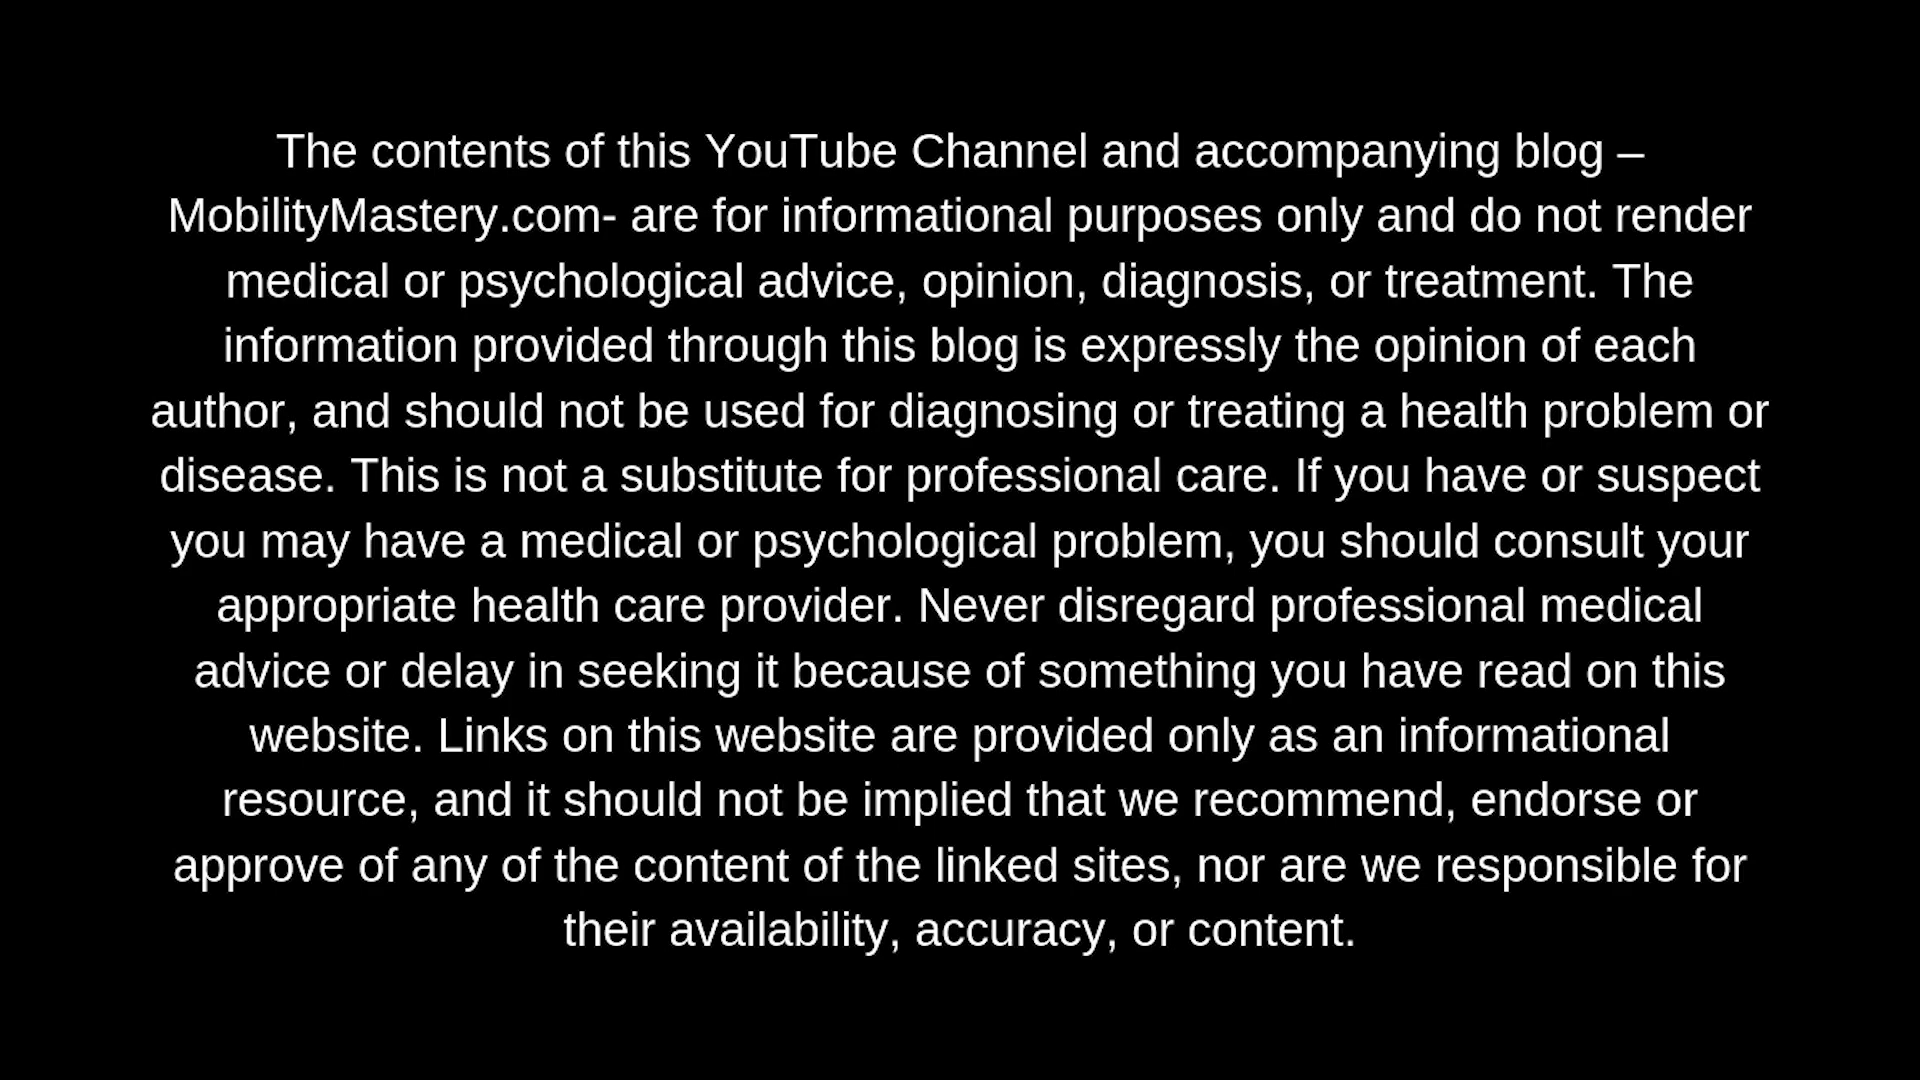 The contents of this YouTube Channel and accompanying blog –
MobilityMastery.com- are for informational purposes only and do not render
medical or psychological advice, opinion, diagnosis, or treatment. The
information provided through this blog is expressly the opinion of each
author, and should not be used for diagnosing or treating a health problem or
disease. This is not a substitute for professional care. If you have or suspect
you may have a medical or psychological problem, you should consult your
appropriate health care provider. Never disregard professional medical
advice or delay in seeking it because of something you have read on this
website. Links on this website are provided only as an informational
resource, and it should not be implied that we recommend, endorse or
approve of any of the content of the linked sites, nor are we responsible for
their availability, accuracy, or content.